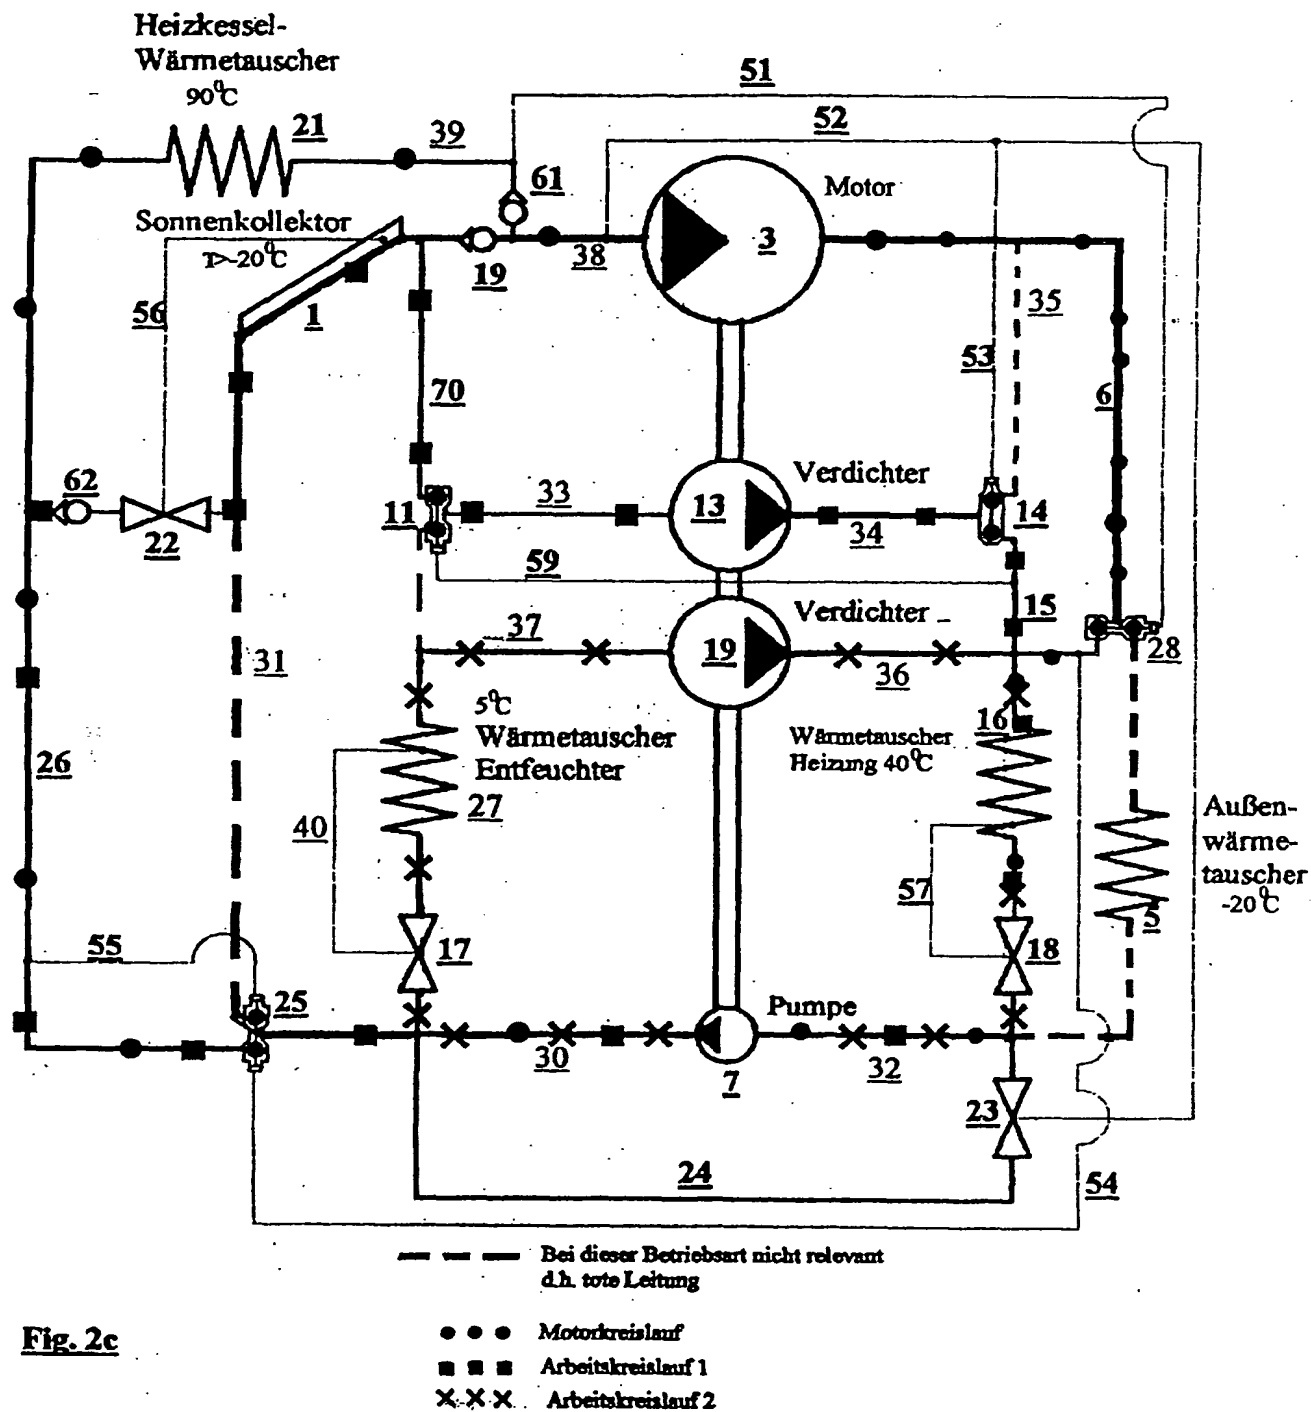 Heizkessel-
Wärmetauscher
90°C
21
39
51
52
61
Motor
Sonnenkollektor
T>-20°C
3
38
19
35
56
1
53
6
70
62
Verdichter
33
13
11
14
34
22
59
Verdichter
15
37
19
36
28
31
5°C
16
Wärmetauscher
Entfeuchter
Wärmetauscher
Heizung 40°C
26
27
40
Außen-
wärme-
tauscher
-20°C
57
5
55
17
18
25
Pumpe
30
32
7
23
24
54
Bei dieser Betriebsart nicht relevant
d.h. tote Leitung
Fig. 2c
Motorkreislauf
Arbeitskreislauf 1
Arbeitskreislauf 2